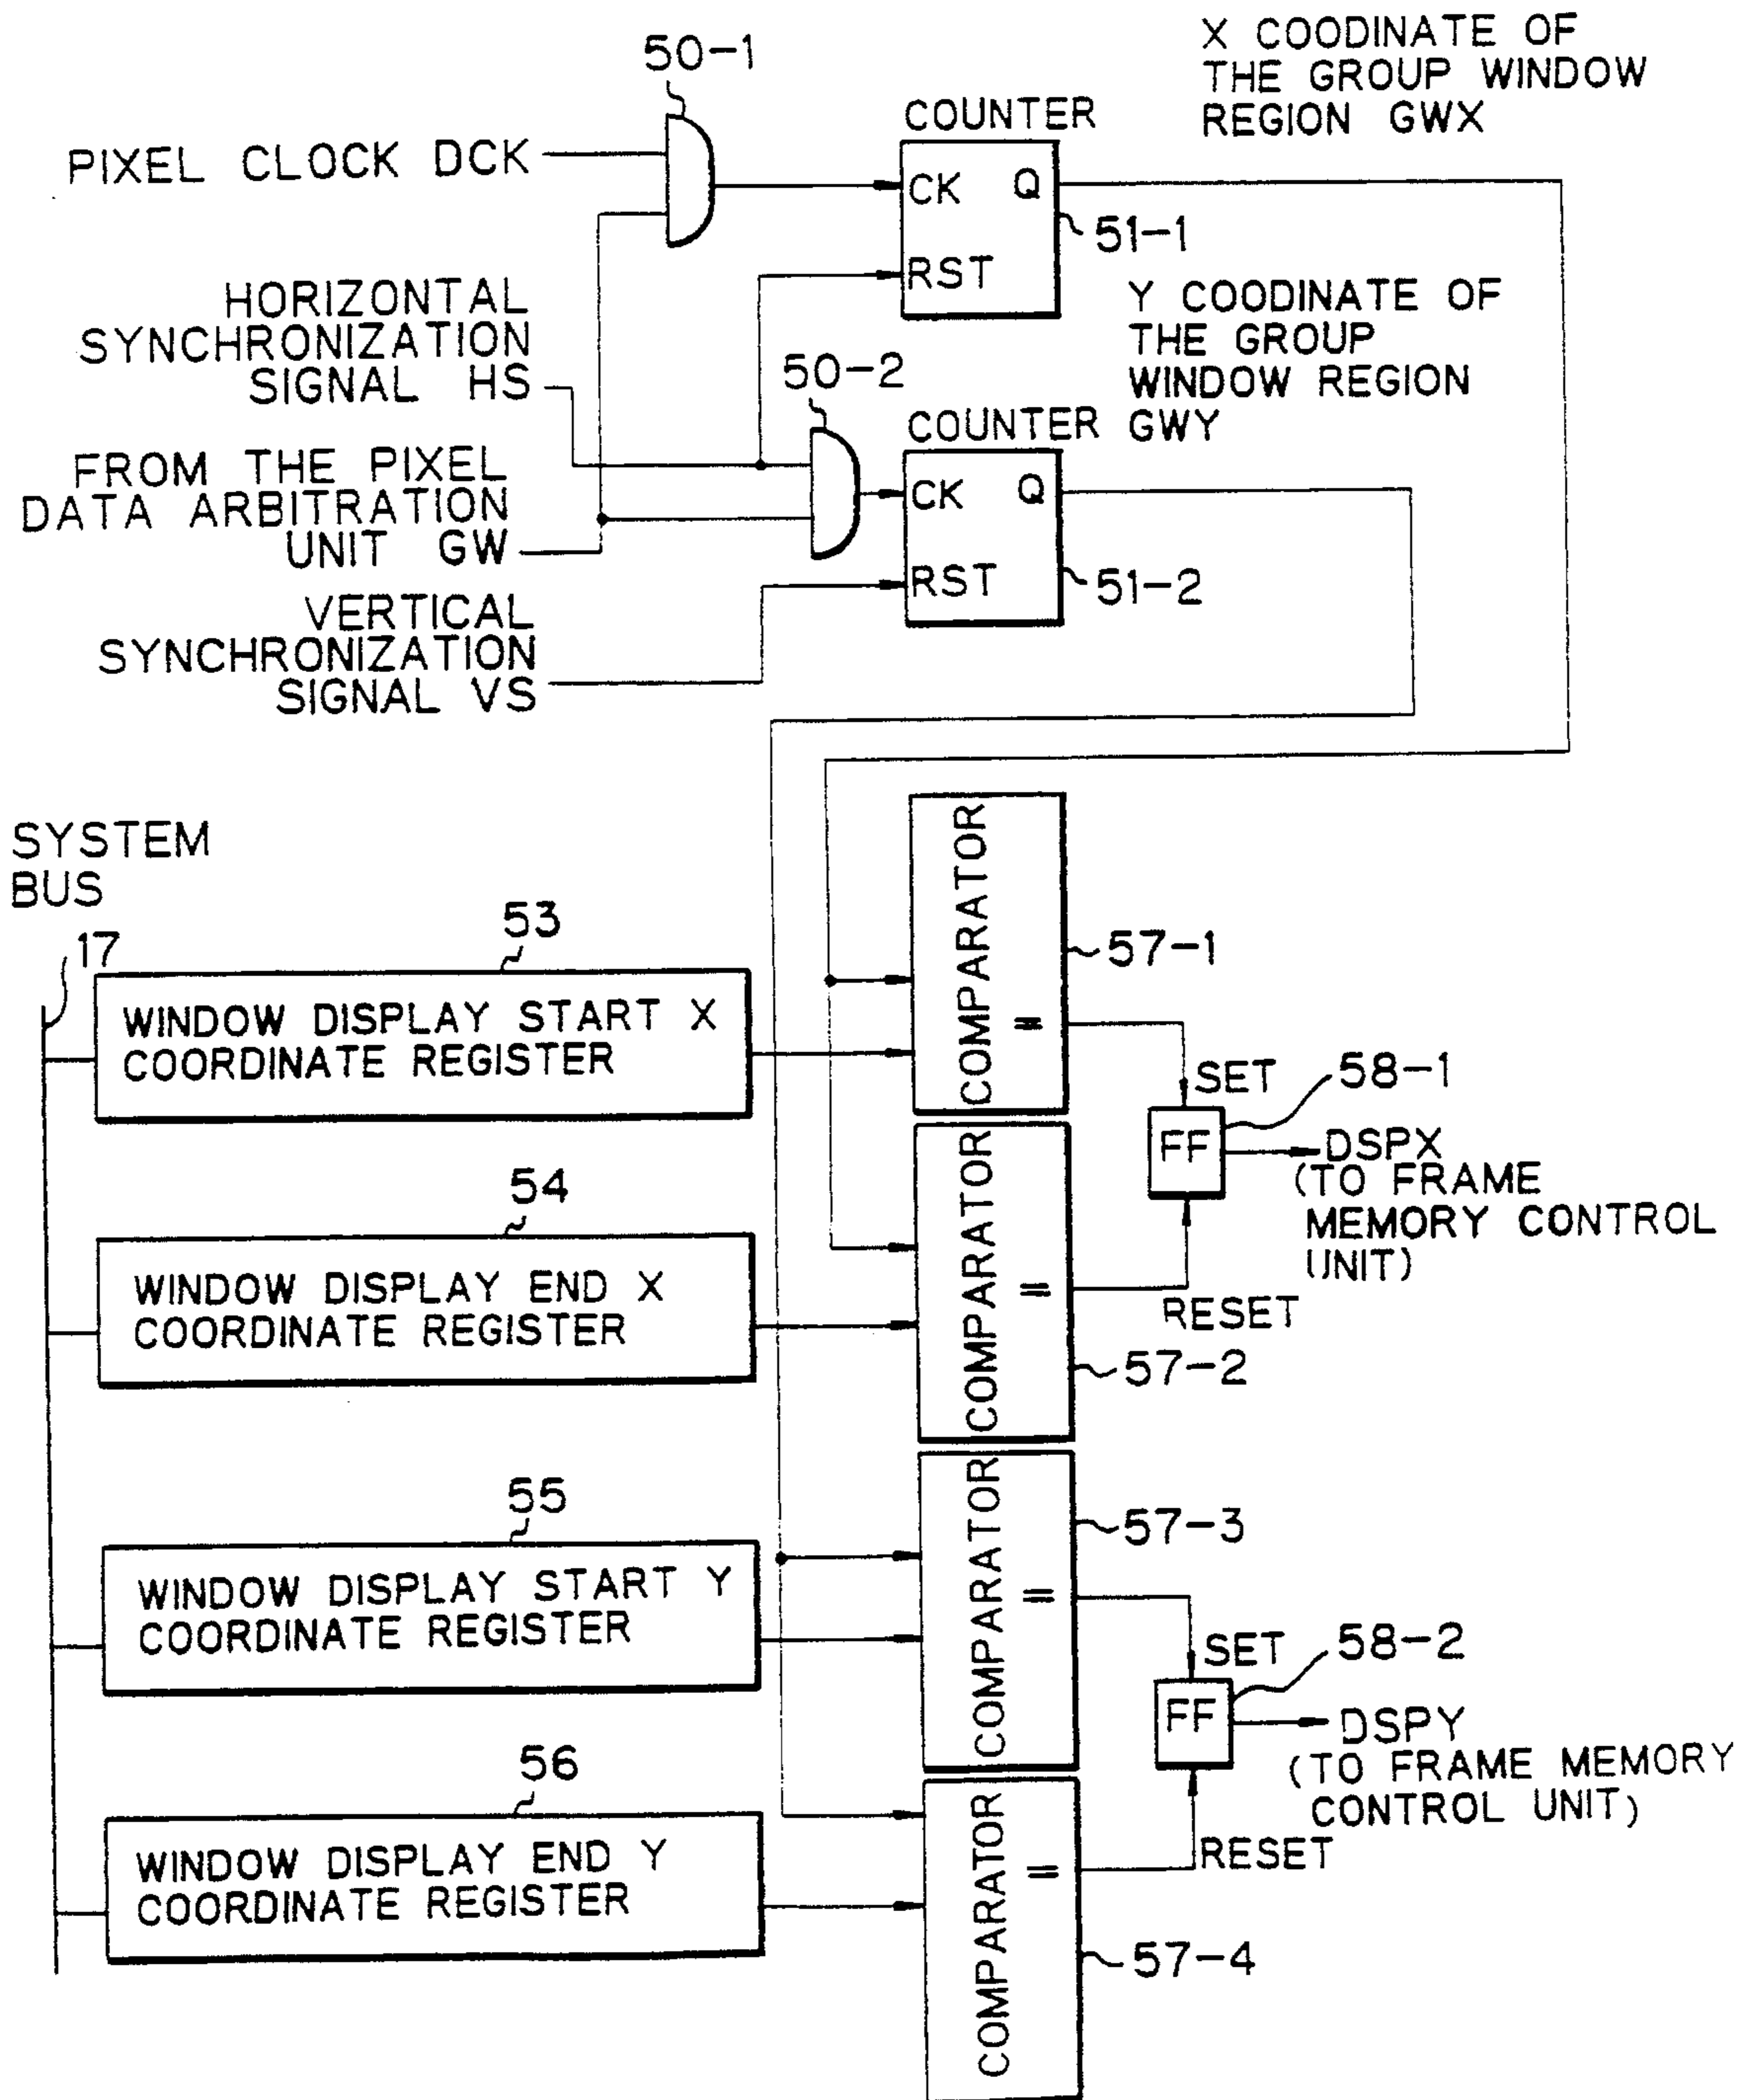 50-1
X COODINATE OF
THE GROUP WINDOW
REGION GWX
COUNTER
PIXEL CLOCK DCK
CK Q
51-1
RST
HORIZONTAL
SYNCHRONIZATION
SIGNAL HS
Y COODINATE OF
THE GROUP
WINDOW REGION
GWY
50-2
COUNTER
FROM THE PIXEL
DATA ARBITRATION
UNIT GW
CK Q
RST
51-2
VERTICAL
SYNCHRONIZATION
SIGNAL VS
SYSTEM
BUS
17
53
WINDOW DISPLAY START X
COORDINATE REGISTER
COMPARATOR
=
57-1
SET
58-1
FF
DSPX
(TO FRAME
MEMORY CONTROL
UNIT)
54
WINDOW DISPLAY END X
COORDINATE REGISTER
COMPARATOR
=
RESET
57-2
55
WINDOW DISPLAY START Y
COORDINATE REGISTER
COMPARATOR
=
57-3
SET
58-2
FF
DSPY
(TO FRAME MEMORY
CONTROL UNIT)
56
WINDOW DISPLAY END Y
COORDINATE REGISTER
COMPARATOR
=
RESET
57-4